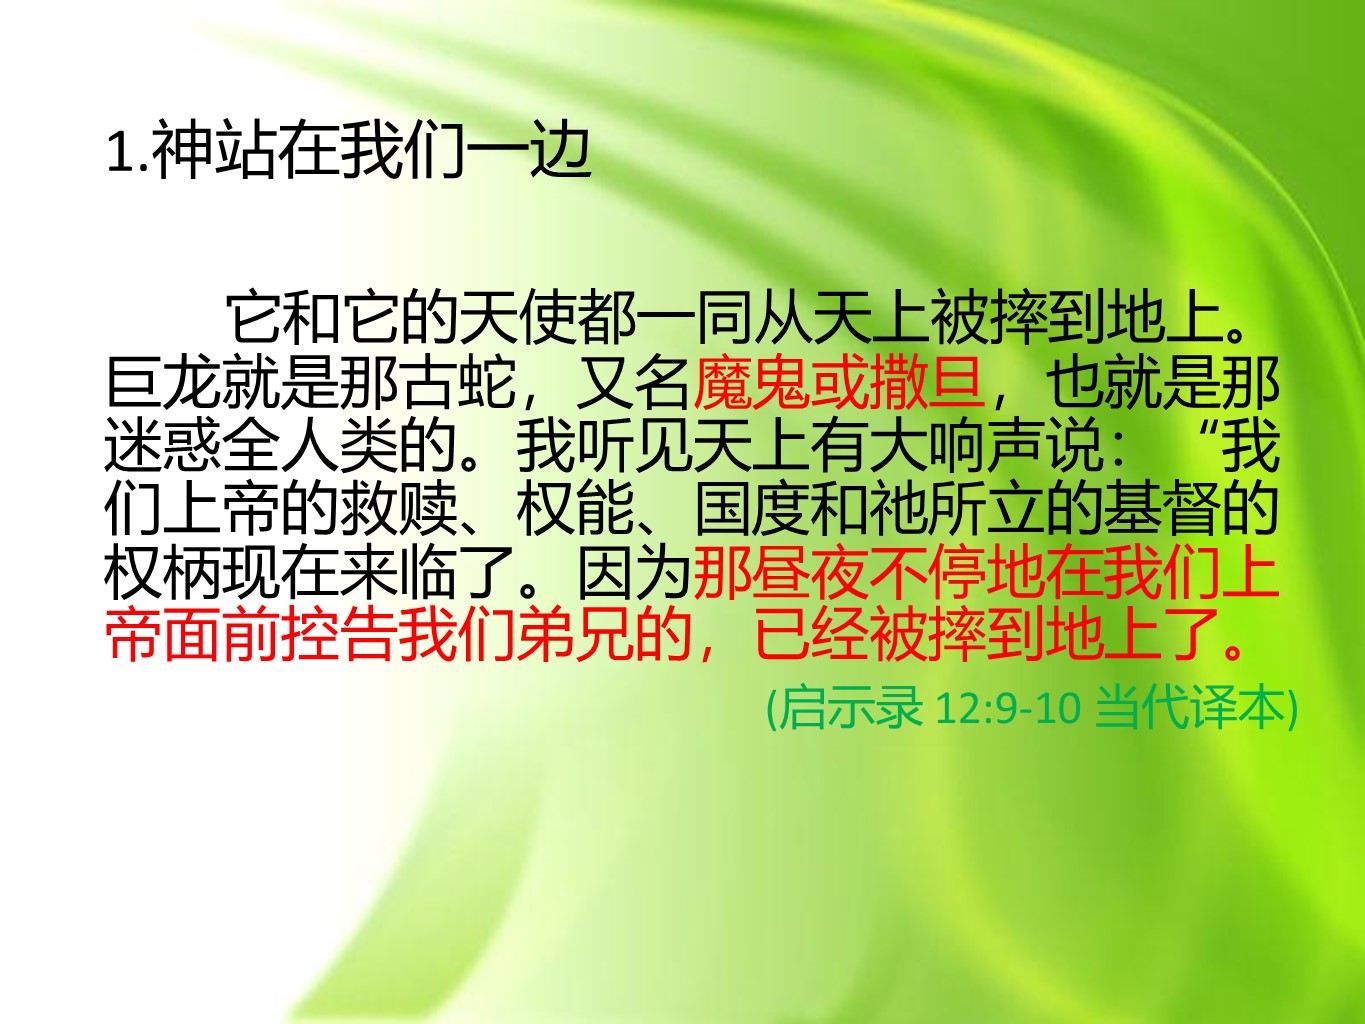 1.神站在我们一边
它和它的天使都一同从天上被摔到地上。
巨龙就是那古蛇，又名魔鬼或撒旦，也就是那
迷惑全人类的。我听见天上有大响声说：“我
们上帝的救赎、权能、国度和祂所立的基督的
权柄现在来临了。因为那昼夜不停地在我们上
帝面前控告我们弟兄的，已经被摔到地上了。
(启示录 12:9-10 当代译本)